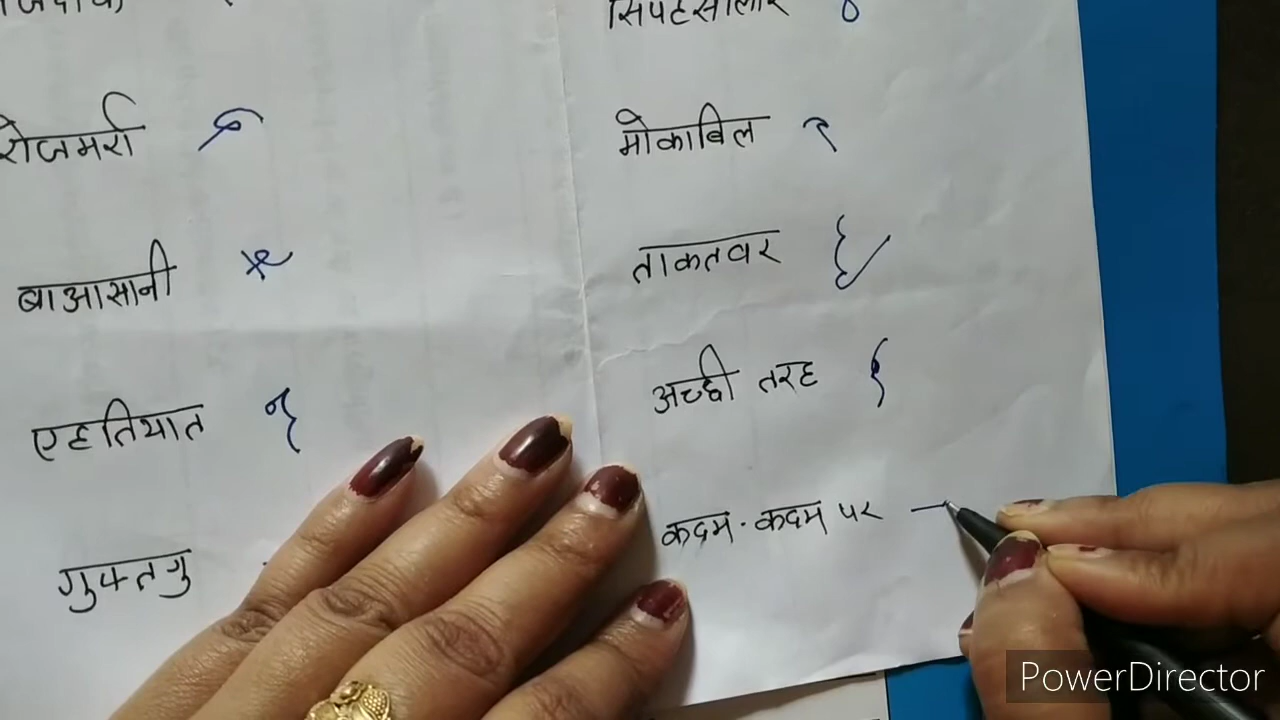 सिपहसालार
रोजमर्रा
मोकाबिल
बाआसानी
ताकतवर
एहतियात
अच्छी तरह
गुफ्तगु
कदम-कदम पर
PowerDirector